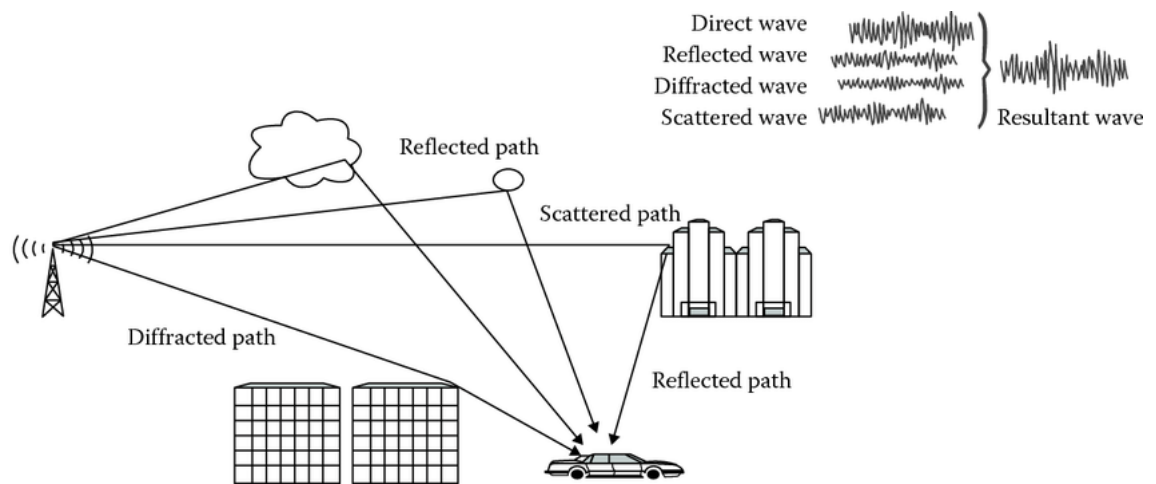 Direct wave
Reflected wave
Diffracted wave
Scattered wave
Resultant wave
Reflected path
Scattered path
Diffracted path
Reflected path